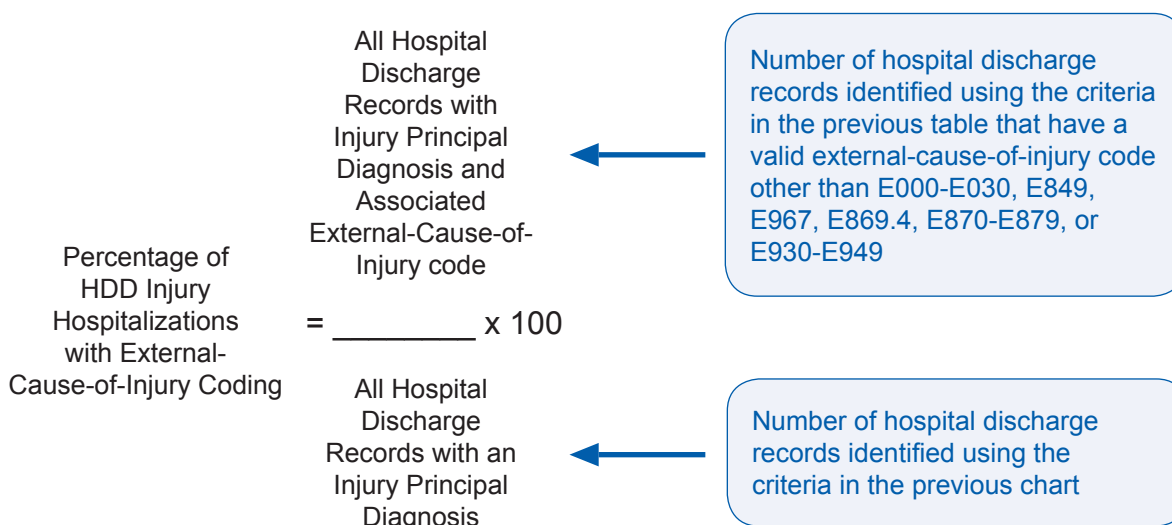 All Hospital
Discharge
Records with
Injury Principal
Diagnosis and
Associated
External-Cause-of-
Injury code
Number of hospital discharge
records identified using the criteria
in the previous table that have a
valid external-cause-of-injury code
other than E000-E030, E849,
E967, E869.4, E870-E879, or
E930-E949
Percentage of
HDD Injury
Hospitalizations
with External-
Cause-of-Injury Coding
= ________ x 100
All Hospital
Discharge
Records with an
Injury Principal
Diagnosis
Number of hospital discharge
records identified using the
criteria in the previous chart